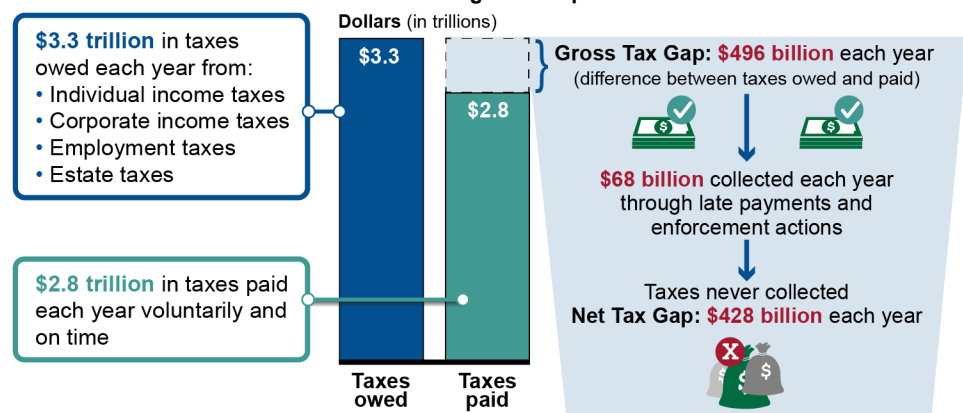 Dollars (in trillions)
$3.3 trillion in taxes
owed each year from:
• Individual income taxes
• Corporate income taxes
• Employment taxes
• Estate taxes
$2.8 trillion in taxes paid
each year voluntarily and
on time
$3.3
$2.8
Taxes
owed
Taxes
paid
Gross Tax Gap: $496 billion each year
(difference between taxes owed and paid)
$
$
$68 billion collected each year
through late payments and
enforcement actions
Taxes never collected
Net Tax Gap: $428 billion each year
X
$
$
$